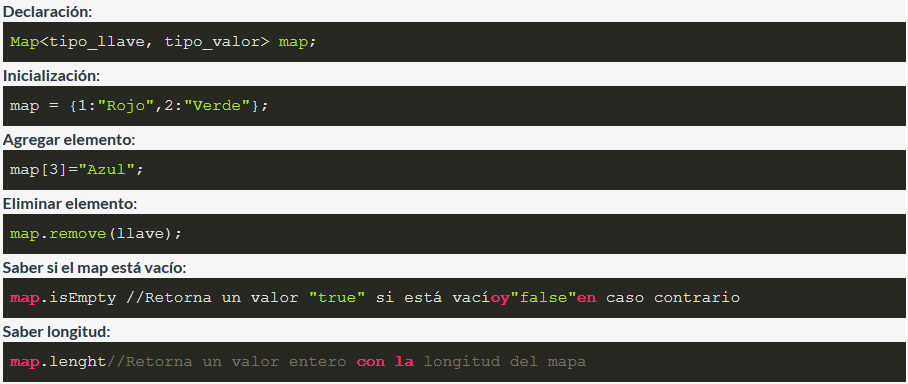 Declaración:
Map<tipo_llave, tipo_valor> map;
Inicialización:
map = {1:"Rojo",2:"Verde"};
Agregar elemento:
map[3]="Azul";
Eliminar elemento:
map.remove(llave);
Saber si el map está vacío:
map.isEmpty //Retorna un valor "true" si está vacíoy"false"en caso contrario
Saber longitud:
map.lenght//Retorna un valor entero con la longitud del mapa